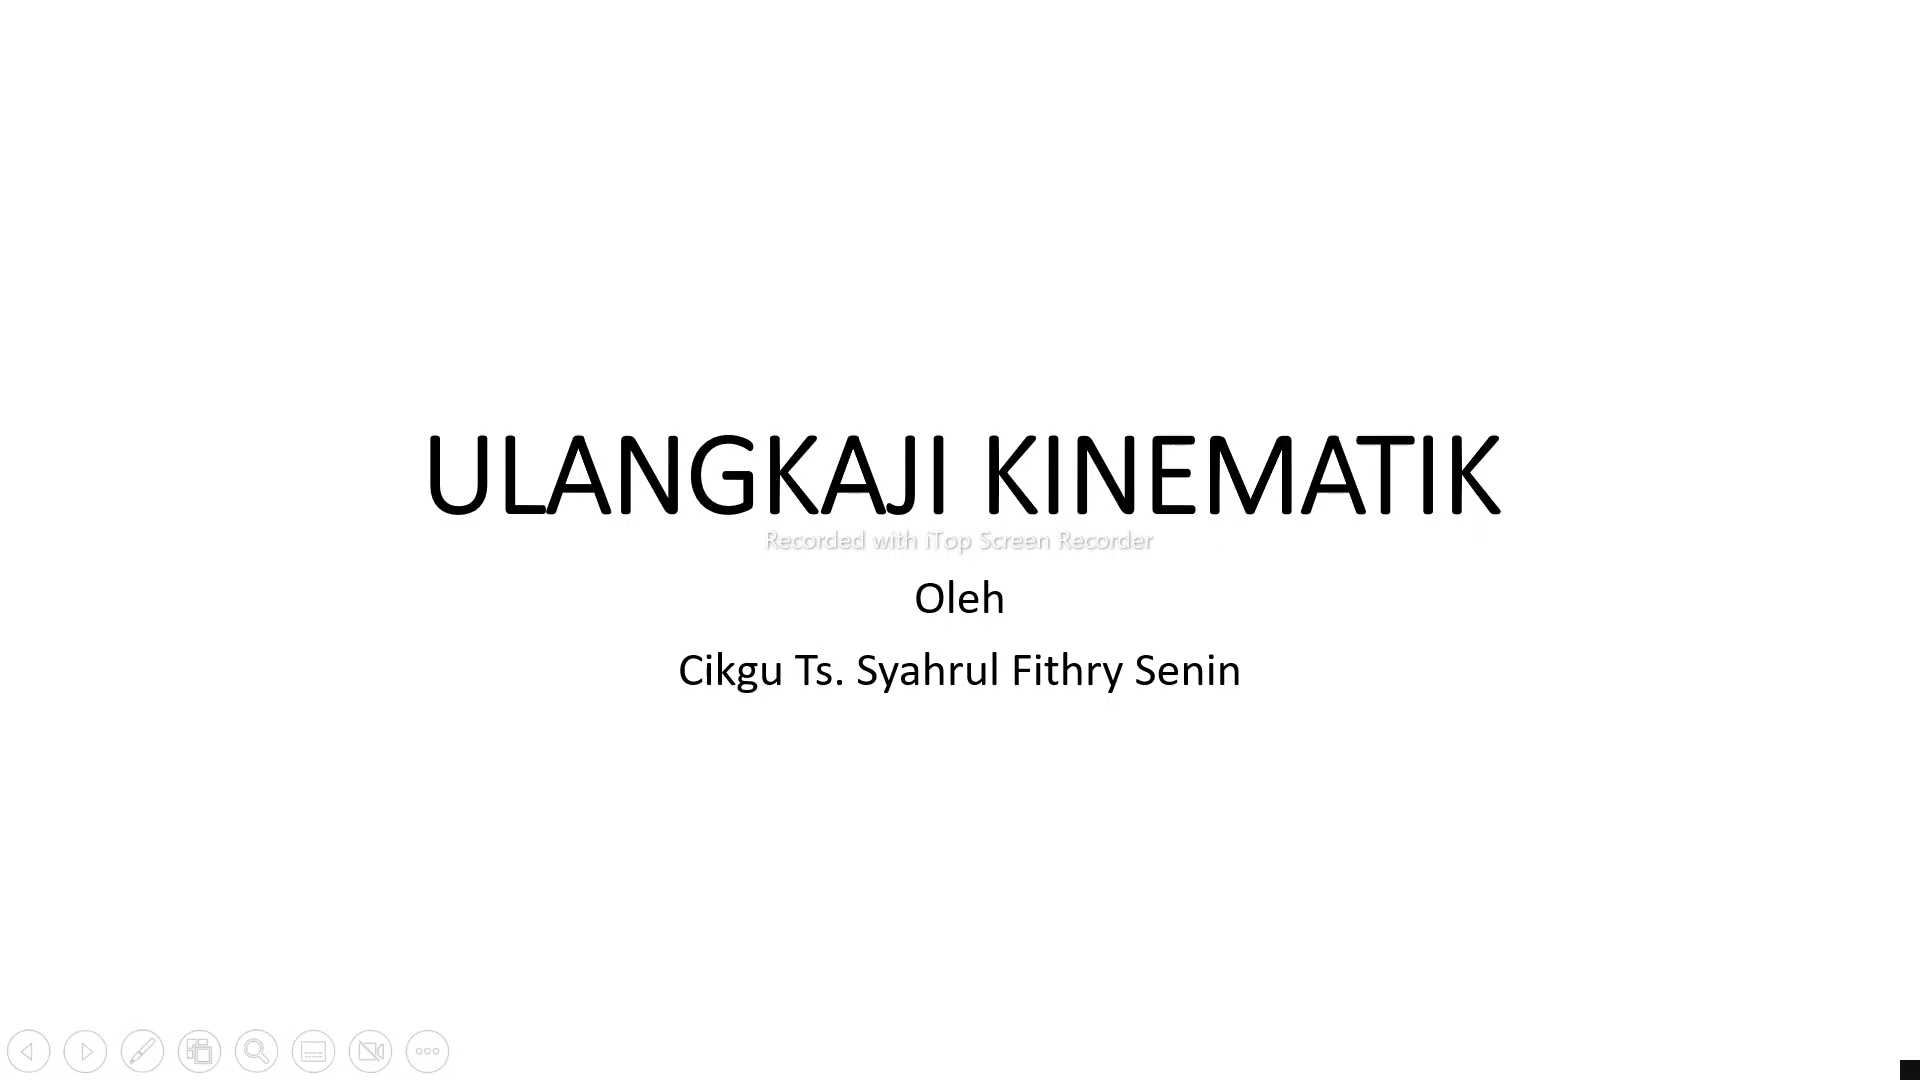 ULANGKAJI KINEMATIK
Recorded with iTop Screen Recorder
Oleh
Cikgu Ts. Syahrul Fithry Senin